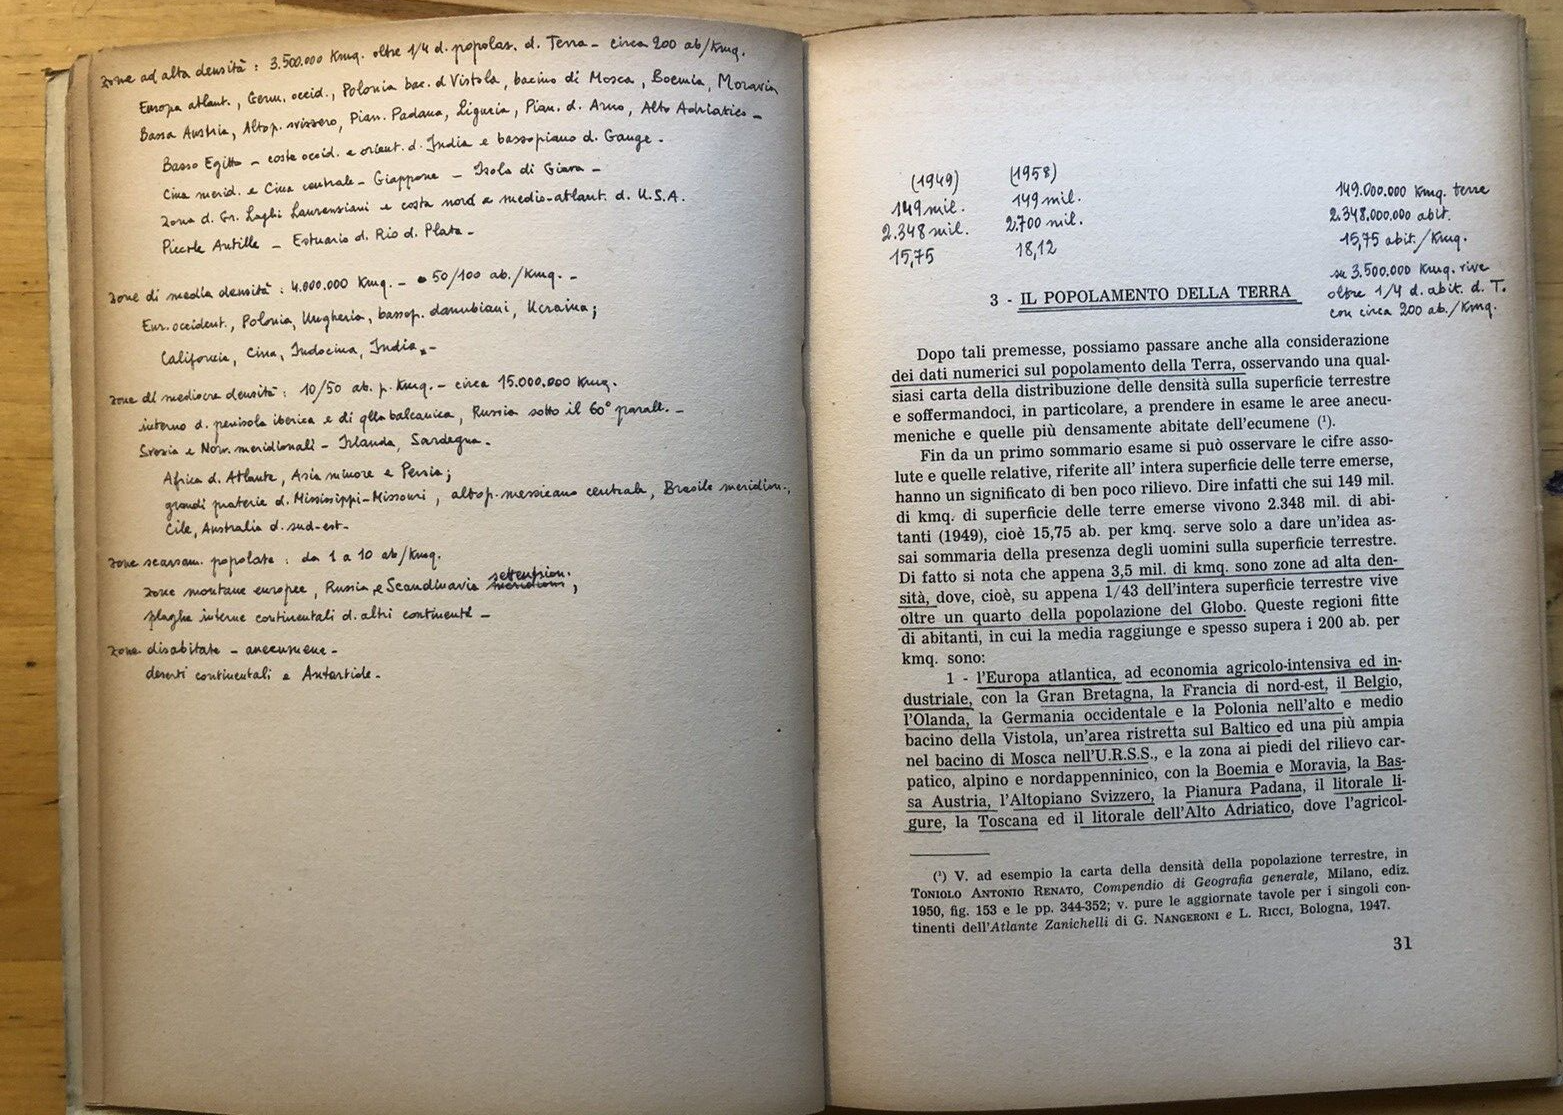 zone ad alta densità : 3.500.000 Kmq. oltre 1/4 d. popolaz. d. Terra - circa 200 ab/Kmq.
Europa atlant., Germ. occid., Polonia bac. d Vistola, bacino di Mosca, Boemia, Moravia
Bassa Austria, Altop. svizzero, Pian. Padana, Liguria, Pian. d. Arno, Alto Adriatico -
Basso Egitto - coste occid. e orient. d. India e bassopiano d. Gange -
Cina merid. e Cina centrale - Giappone - Isola di Giava -
zona d. Gr. Laghi Laurenziani e costa nord e medio-atlant. d. U.S.A.
Piccole Antille - Estuario d. Rio d. Plata -
zone di media densità : 4.000.000 Kmq. - 50/100 ab./Kmq. -
Eur. occident., Polonia, Ungheria, bassop. danubiani, Ucraina;
California, Cina, Indocina, India. -
zone di mediocre densità : 10/50 ab. p. Kmq. - circa 15.000.000 Kmq.
interno d. penisola iberica e di qlla balcanica, Russia sotto il 60° parall. -
Svezia e Norv. meridionali - Irlanda, Sardegna -
Africa d. Atlante, Asia minore e Persia;
grandi praterie d. Mississippi-Missouri, altop. messicano centrale, Brasile meridion.,
Cile, Australia d. sud-est -
zone scarsam. popolate : da 1 a 10 ab/Kmq.
settentrion.
zone montane europee, Russia e Scandinavia meridiona,
plaghe interne continentali d. altri continenti -
zone disabitate - anecumene -
deserti continentali e Antartide -
(1949) (1958)
149 mil. 149 mil.
2.348 mil. 2.700 mil.
15,75 18,12
149.000.000 Kmq. terre
2.348.000.000 abit.
15,75 abit./Kmq.
su 3.500.000 Kmq. vive
oltre 1/4 d. abit. d. T.
con circa 200 ab./Kmq.
3 - IL POPOLAMENTO DELLA TERRA
Dopo tali premesse, possiamo passare anche alla considerazione
dei dati numerici sul popolamento della Terra, osservando una qual-
siasi carta della distribuzione delle densità sulla superficie terrestre
e soffermandoci, in particolare, a prendere in esame le aree anecu-
meniche e quelle più densamente abitate dell'ecumene (¹).
Fin da un primo sommario esame si può osservare le cifre asso-
lute e quelle relative, riferite all' intera superficie delle terre emerse,
hanno un significato di ben poco rilievo. Dire infatti che sui 149 mil.
di kmq. di superficie delle terre emerse vivono 2.348 mil. di abi-
tanti (1949), cioè 15,75 ab. per kmq. serve solo a dare un'idea as-
sai sommaria della presenza degli uomini sulla superficie terrestre.
Di fatto si nota che appena 3,5 mil. di kmq. sono zone ad alta den-
sità, dove, cioè, su appena 1/43 dell'intera superficie terrestre vive
oltre un quarto della popolazione del Globo. Queste regioni fitte
di abitanti, in cui la media raggiunge e spesso supera i 200 ab. per
kmq. sono:
1 - l'Europa atlantica, ad economia agricolo-intensiva ed in-
dustriale, con la Gran Bretagna, la Francia di nord-est, il Belgio,
l'Olanda, la Germania occidentale e la Polonia nell'alto e medio
bacino della Vistola, un'area ristretta sul Baltico ed una più ampia
nel bacino di Mosca nell'U.R.S.S., e la zona ai piedi del rilievo car-
patico, alpino e nordappenninico, con la Boemia e Moravia, la Bas-
sa Austria, l'Altopiano Svizzero, la Pianura Padana, il litorale li-
gure, la Toscana ed il litorale dell'Alto Adriatico, dove l'agricol-
(¹) V. ad esempio la carta della densità della popolazione terrestre, in
TONIOLO ANTONIO RENATO, Compendio di Geografia generale, Milano, ediz.
1950, fig. 153 e le pp. 344-352; v. pure le aggiornate tavole per i singoli con-
tinenti dell'Atlante Zanichelli di G. NANGERONI e L. RICCI, Bologna, 1947.
31